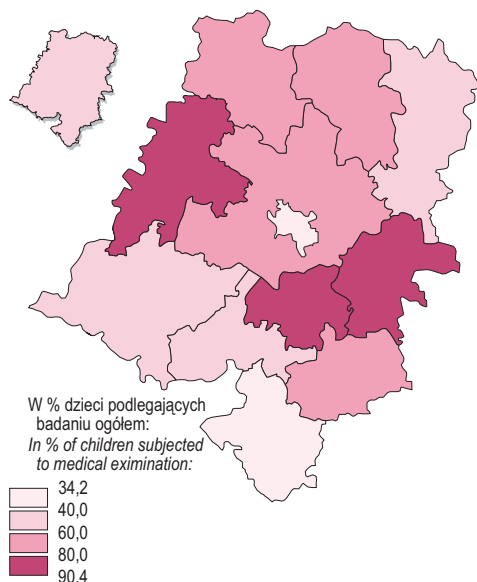 W % dzieci podlegających
badaniu ogółem:
In % of children subjected
to medical eximination:
34,2
40,0
60,0
80,0
90,4